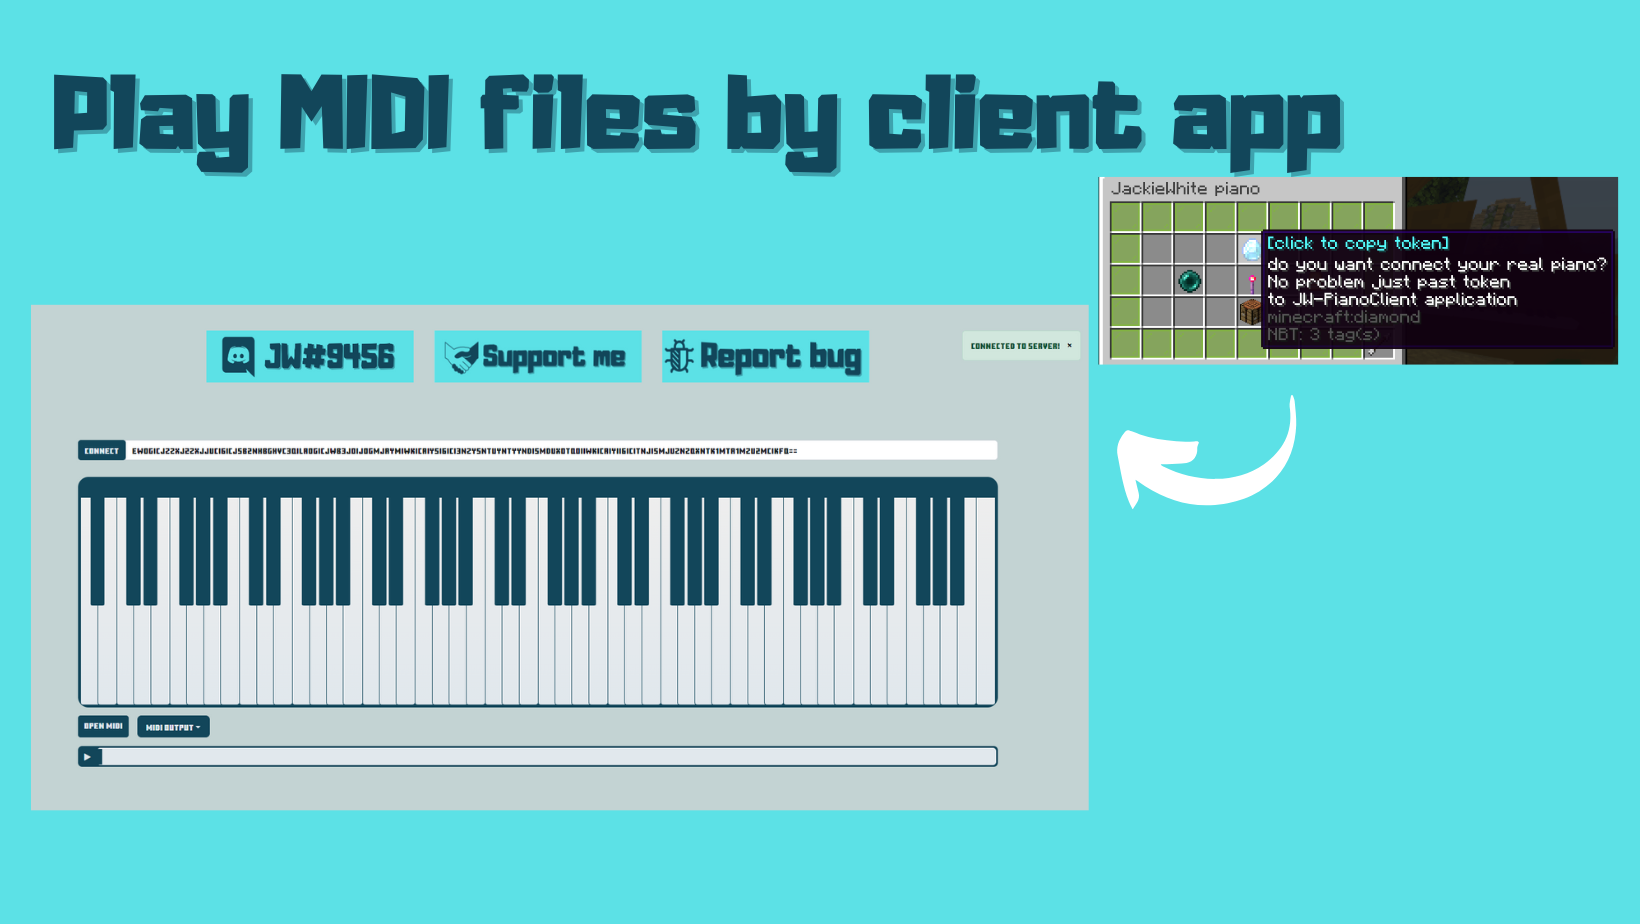 Play MIDI files by client app
JackieWhite piano
[click to copy token]
do you want connect your real piano?
No problem just past token
to JW-PianoClient application
minecraft:diamond
NBT: 3 tag(s)
JW#9456
Support me
Report bug
CONNECTED TO SERVER! ×
CONNECT
OPEN MIDI
MIDI OUTPUT